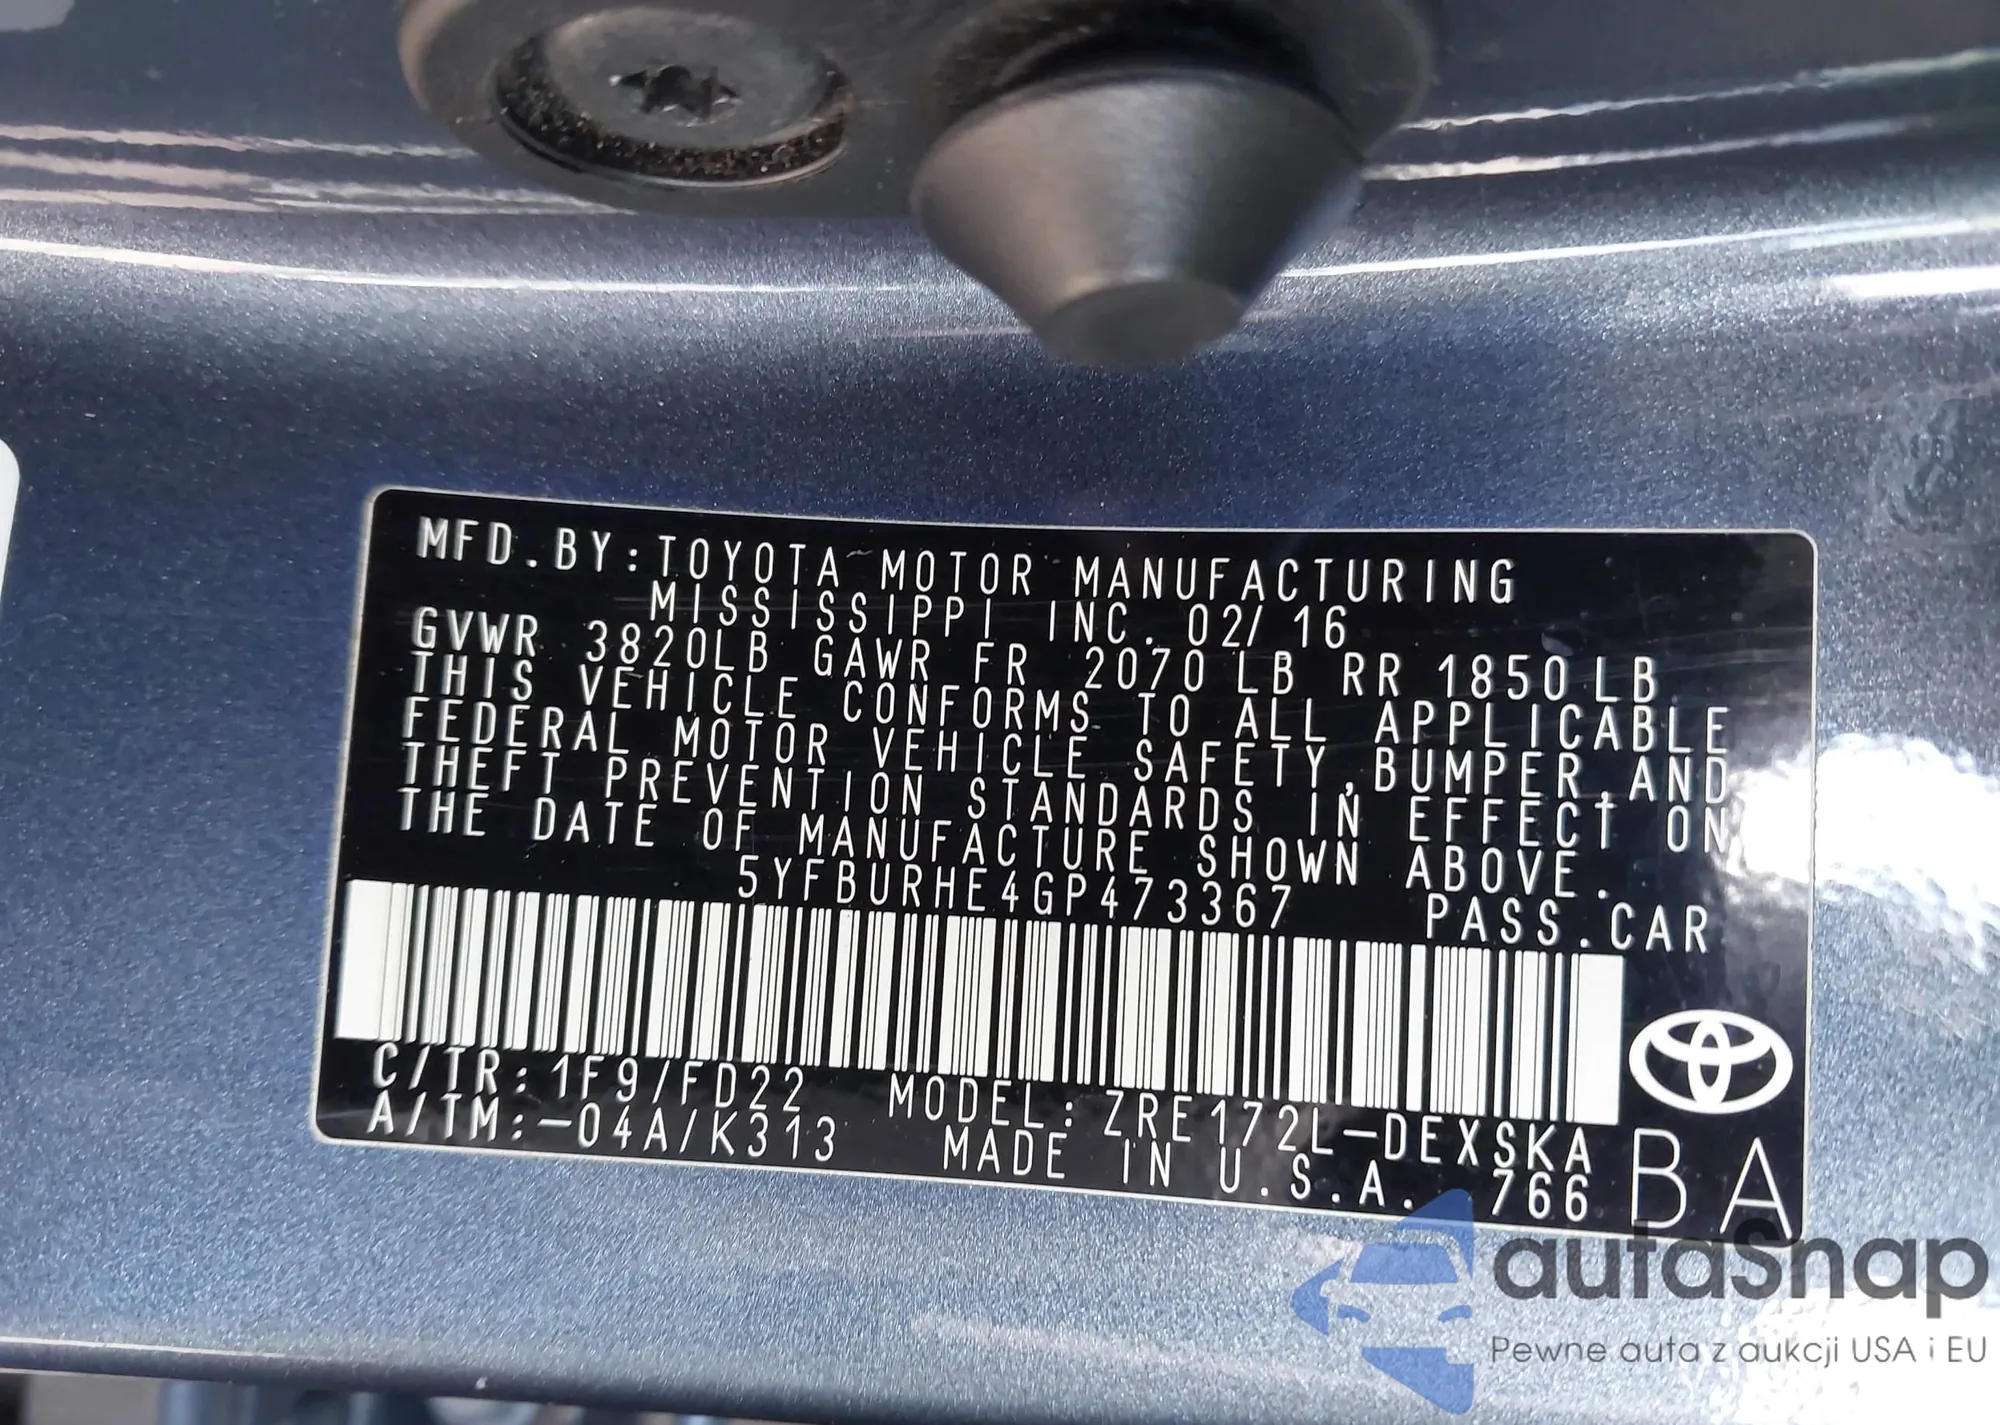 MFD.BY:TOYOTA MOTOR MANUFACTURING
MISSISSIPPI INC. 02/16
GVWR 3820LB GAWR FR 2070LB RR 1850LB
THIS VEHICLE CONFORMS TO ALL APPLICABLE
FEDERAL MOTOR VEHICLE SAFETY,BUMPER,AND
THEFT PREVENTION STANDARDS IN EFFECT ON
THE DATE OF MANUFACTURE SHOWN ABOVE.
5YFBURHE4GP473367 PASS.CAR
C/TR:1F9/FD22 MODEL:ZRE172L-DEXSKA
A/TM:-04A/K313 MADE IN U.S.A. 766
BA
autaSnap
Pewne auta z aukcji USA i EU